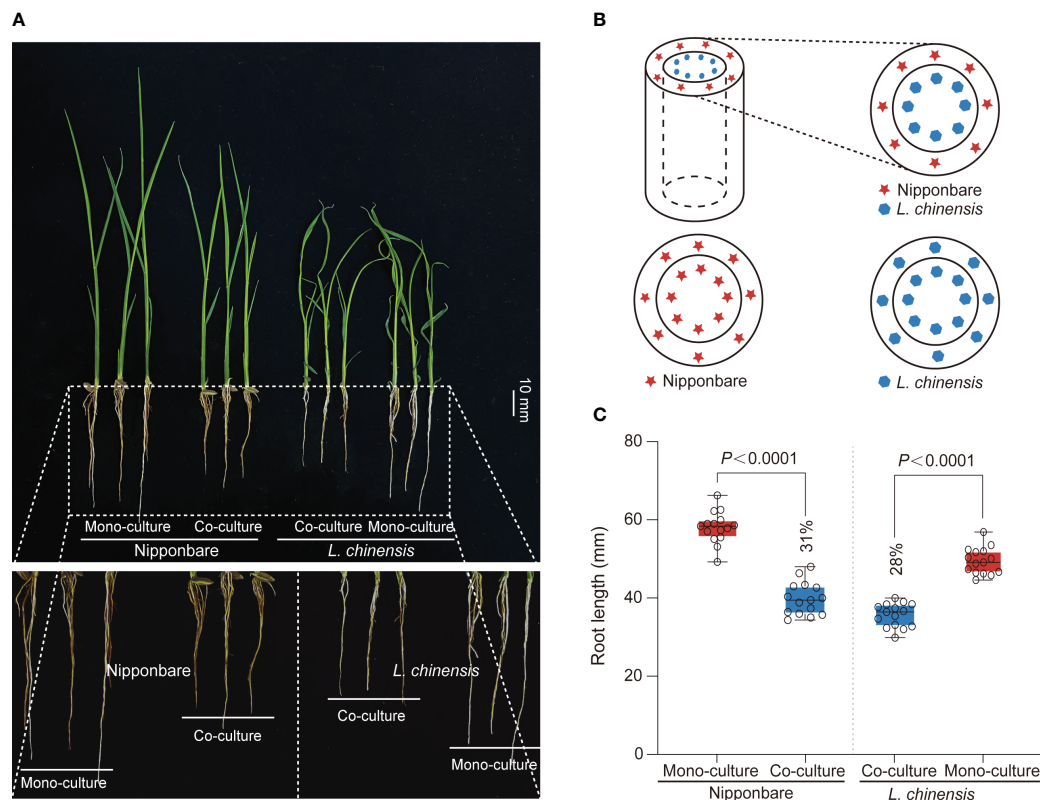 A
10 mm
Mono-culture Co-culture Co-culture Mono-culture
Nipponbare L. chinensis
Nipponbare L. chinensis
Co-culture Co-culture
Mono-culture Mono-culture
B
Nipponbare
L. chinensis
Nipponbare L. chinensis
C
Root length (mm)
80
60
40
20
0
P<0.0001 P<0.0001
31%
28%
Mono-culture Co-culture Co-culture Mono-culture
Nipponbare L. chinensis